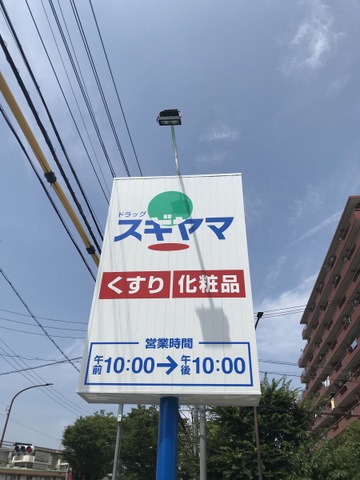 ドラッグ
スギヤマ
くすり 化粧品
営業時間
午前10:00→午後10:00